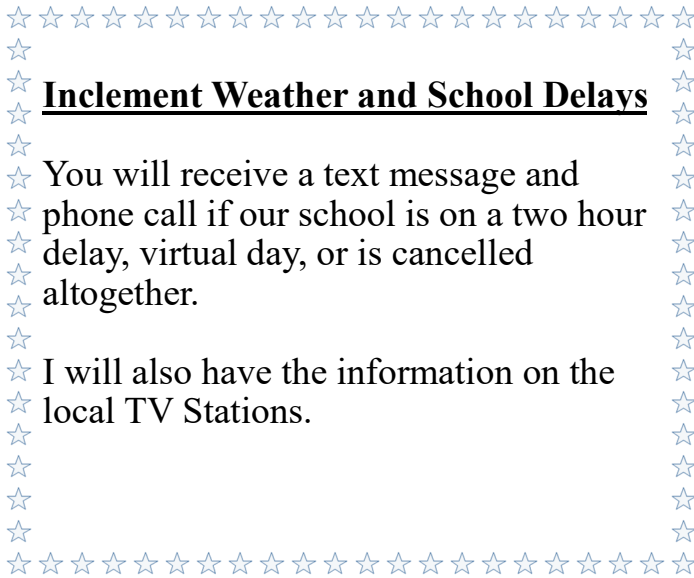 Inclement Weather and School Delays
You will receive a text message and
phone call if our school is on a two hour
delay, virtual day, or is cancelled
altogether.
I will also have the information on the
local TV Stations.